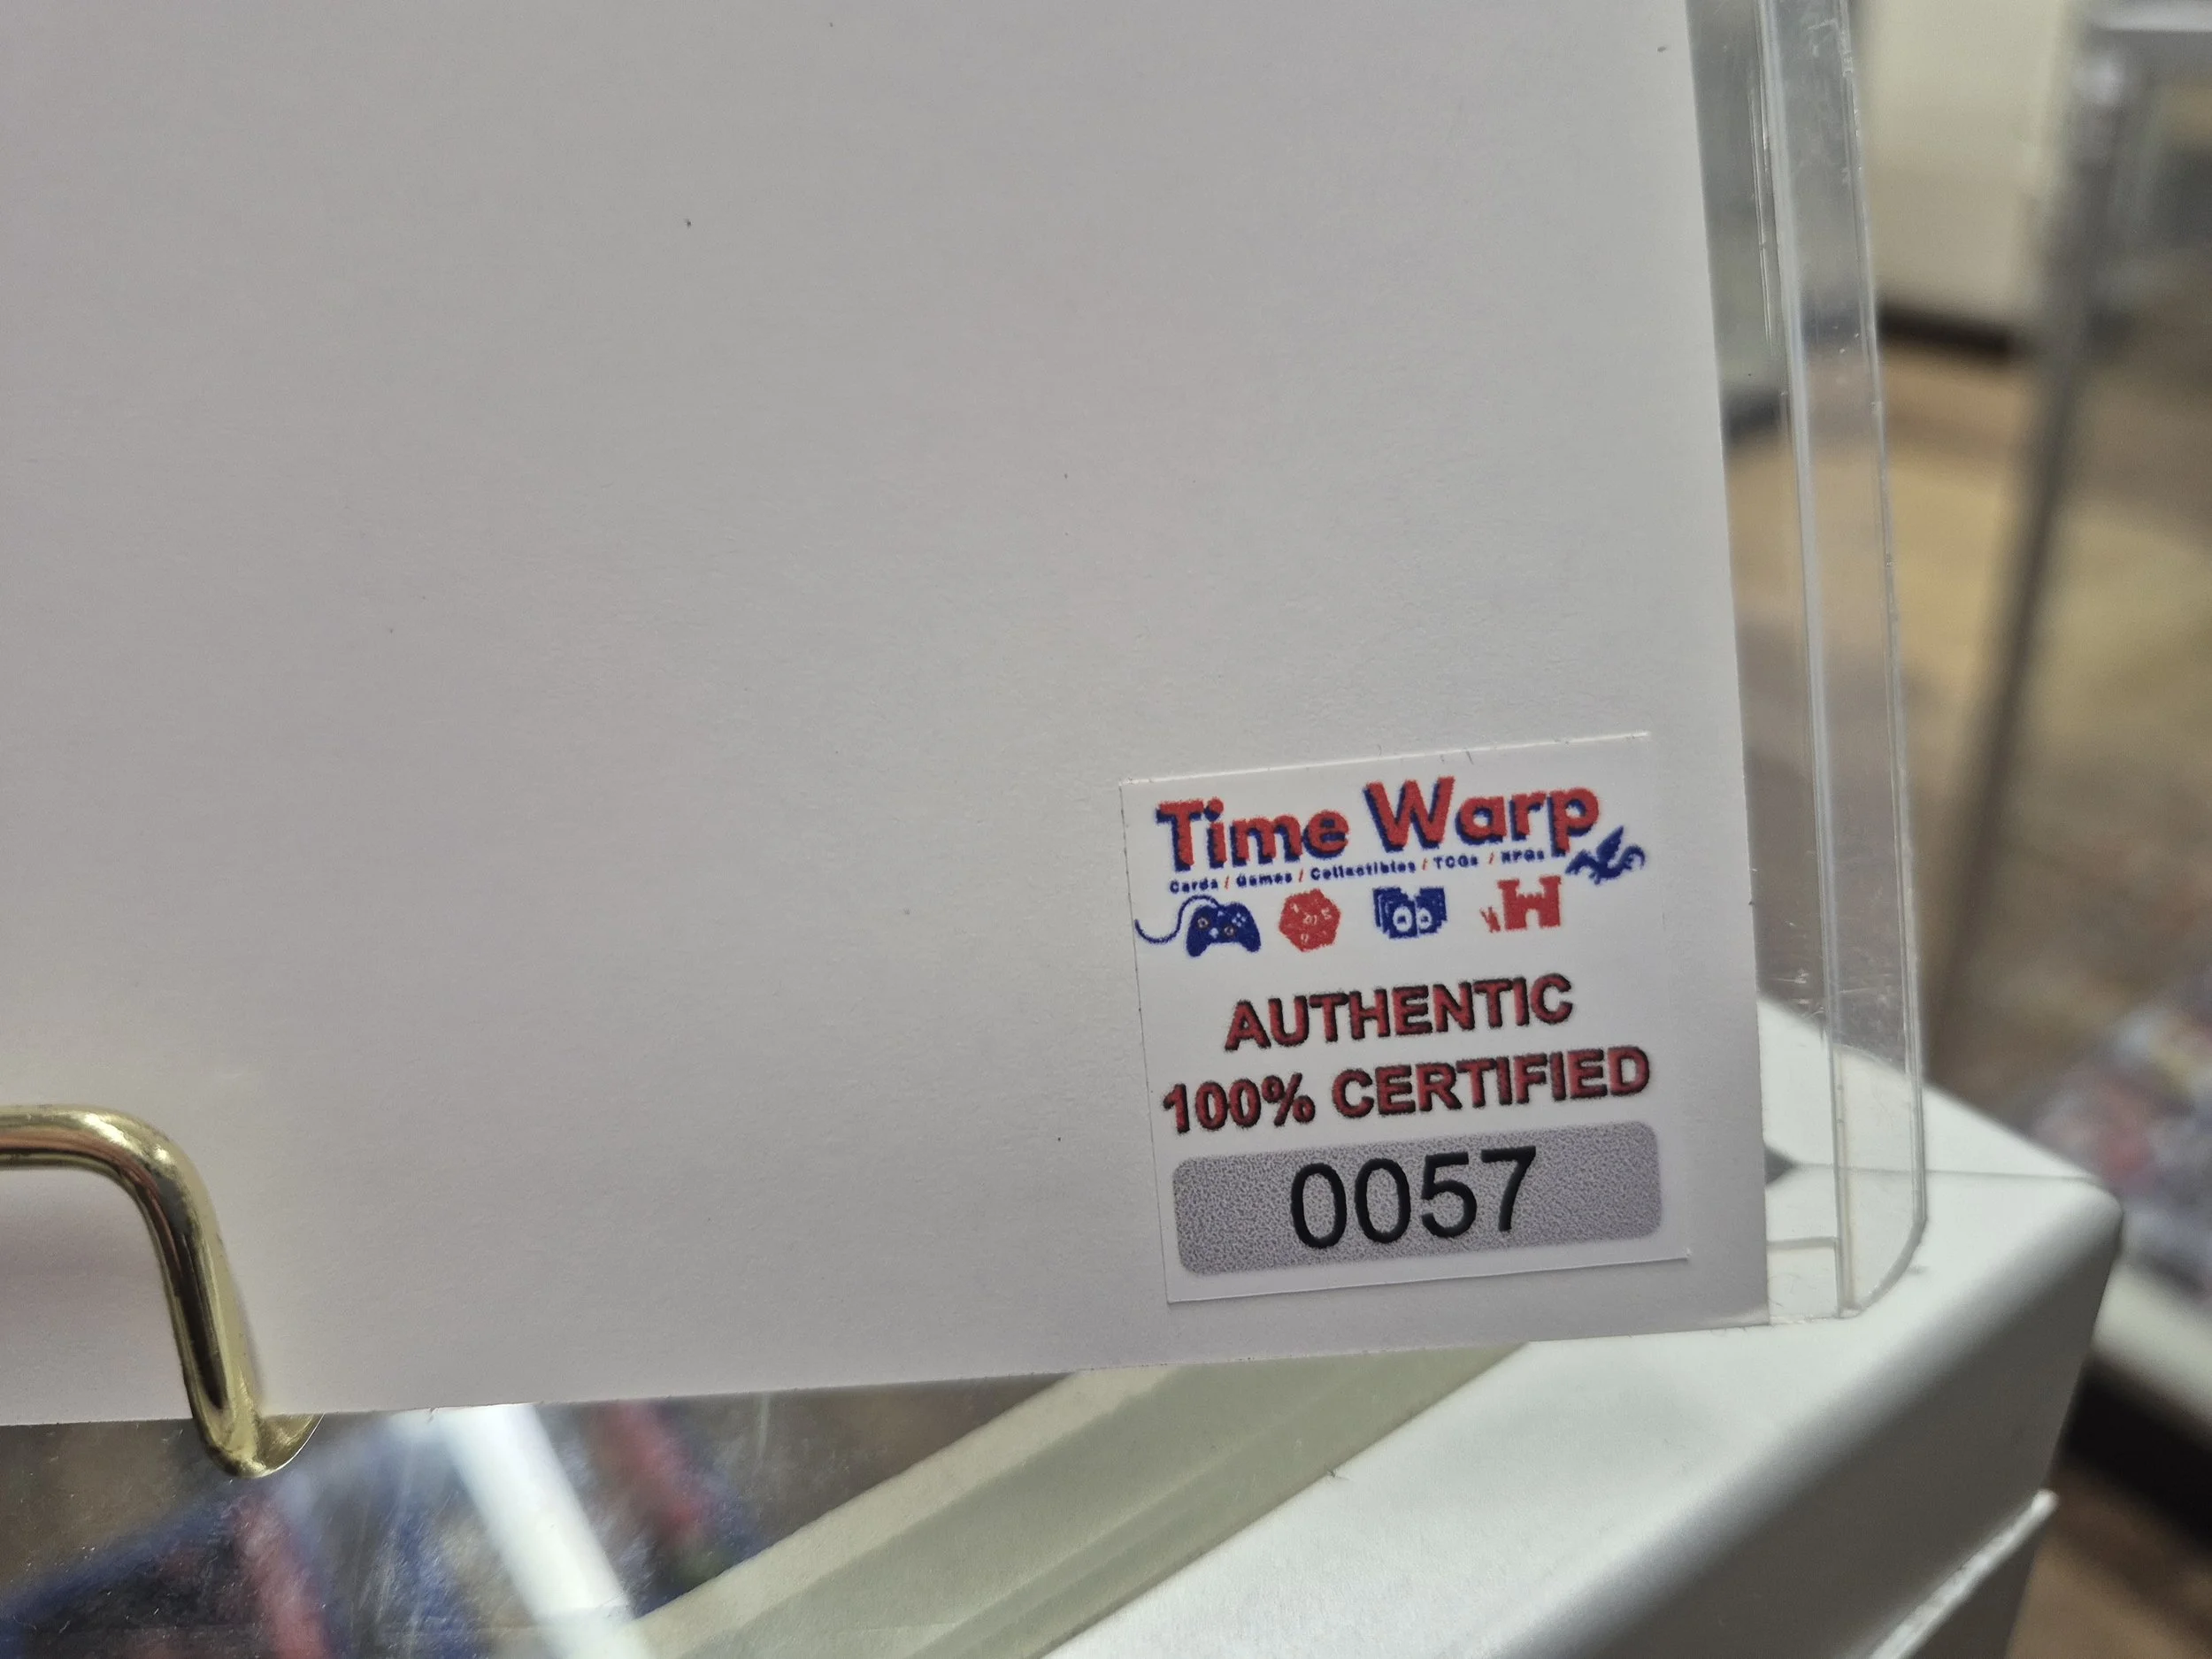 Time Warp
Cards / Games / Collectibles / TCGs / RPGs
AUTHENTIC
100% CERTIFIED
0057